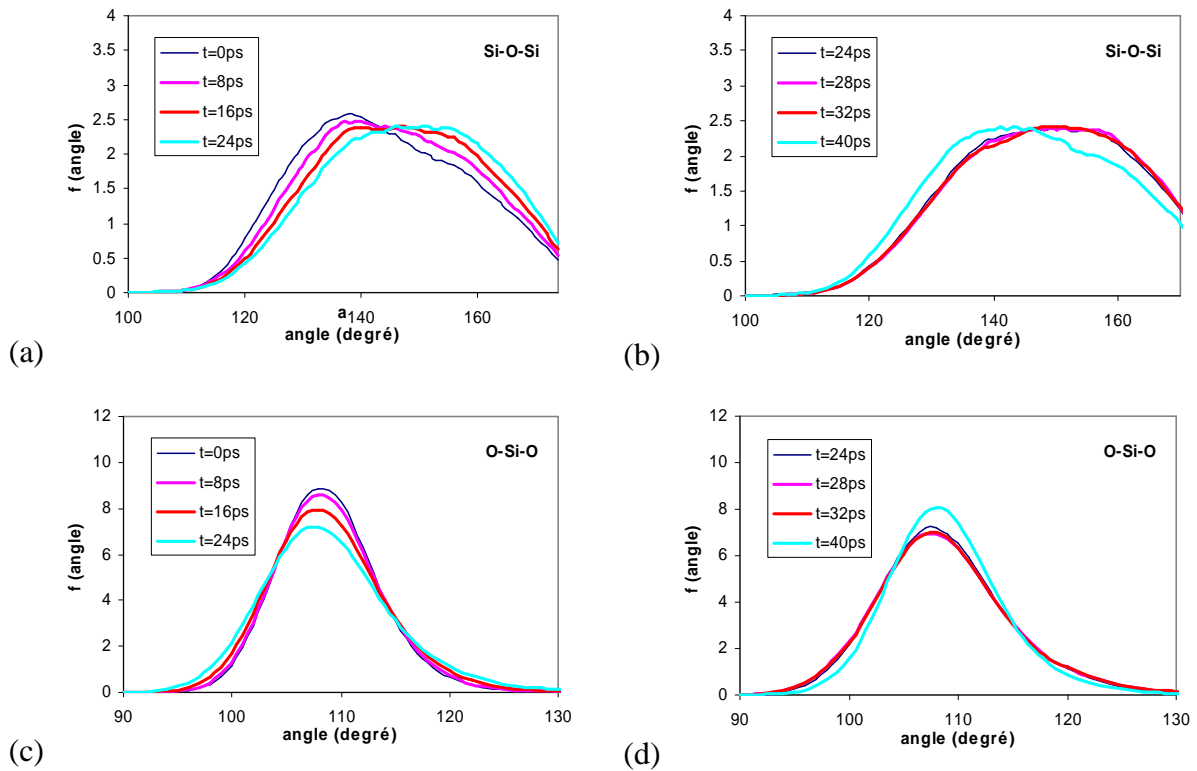 4
3.5
3
2.5
2
1.5
1
0.5
0
f (angle)
t=0ps
t=8ps
t=16ps
t=24ps
Si-O-Si
100 120 140 160
a
angle (degré)
(a)
4
3.5
3
2.5
2
1.5
1
0.5
0
f (angle)
t=24ps
t=28ps
t=32ps
t=40ps
Si-O-Si
100 120 140 160
angle (degré)
(b)
12
10
8
6
4
2
0
f (angle)
t=0ps
t=8ps
t=16ps
t=24ps
O-Si-O
90 100 110 120 130
angle (degré)
(c)
12
10
8
6
4
2
0
f (angle)
t=24ps
t=28ps
t=32ps
t=40ps
O-Si-O
90 100 110 120 130
angle (degré)
(d)